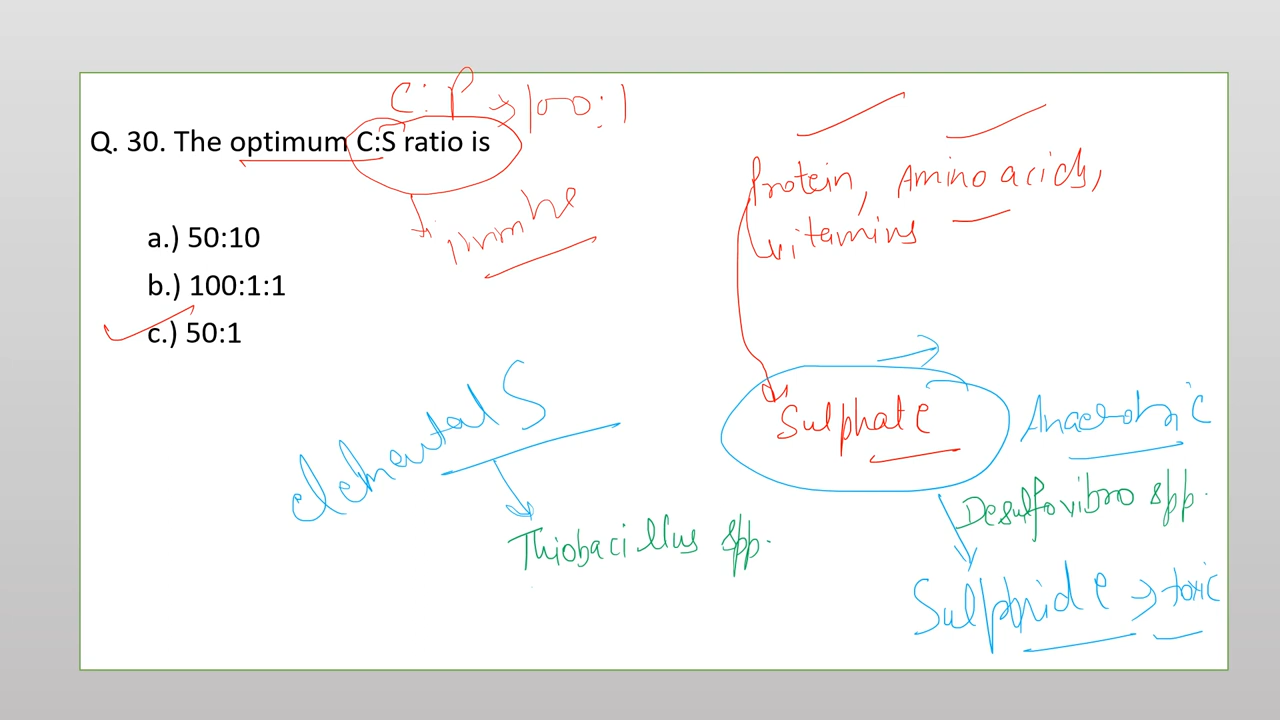 C:P → 100:1
Q. 30. The optimum C:S ratio is
a.) 50:10
b.) 100:1:1
c.) 50:1
Protein, Amino acids,
vitamins
Sulphate
Anaerobic
Desulfovibro spp.
Sulphide → toxic
elemental S
Thiobacillus spp.